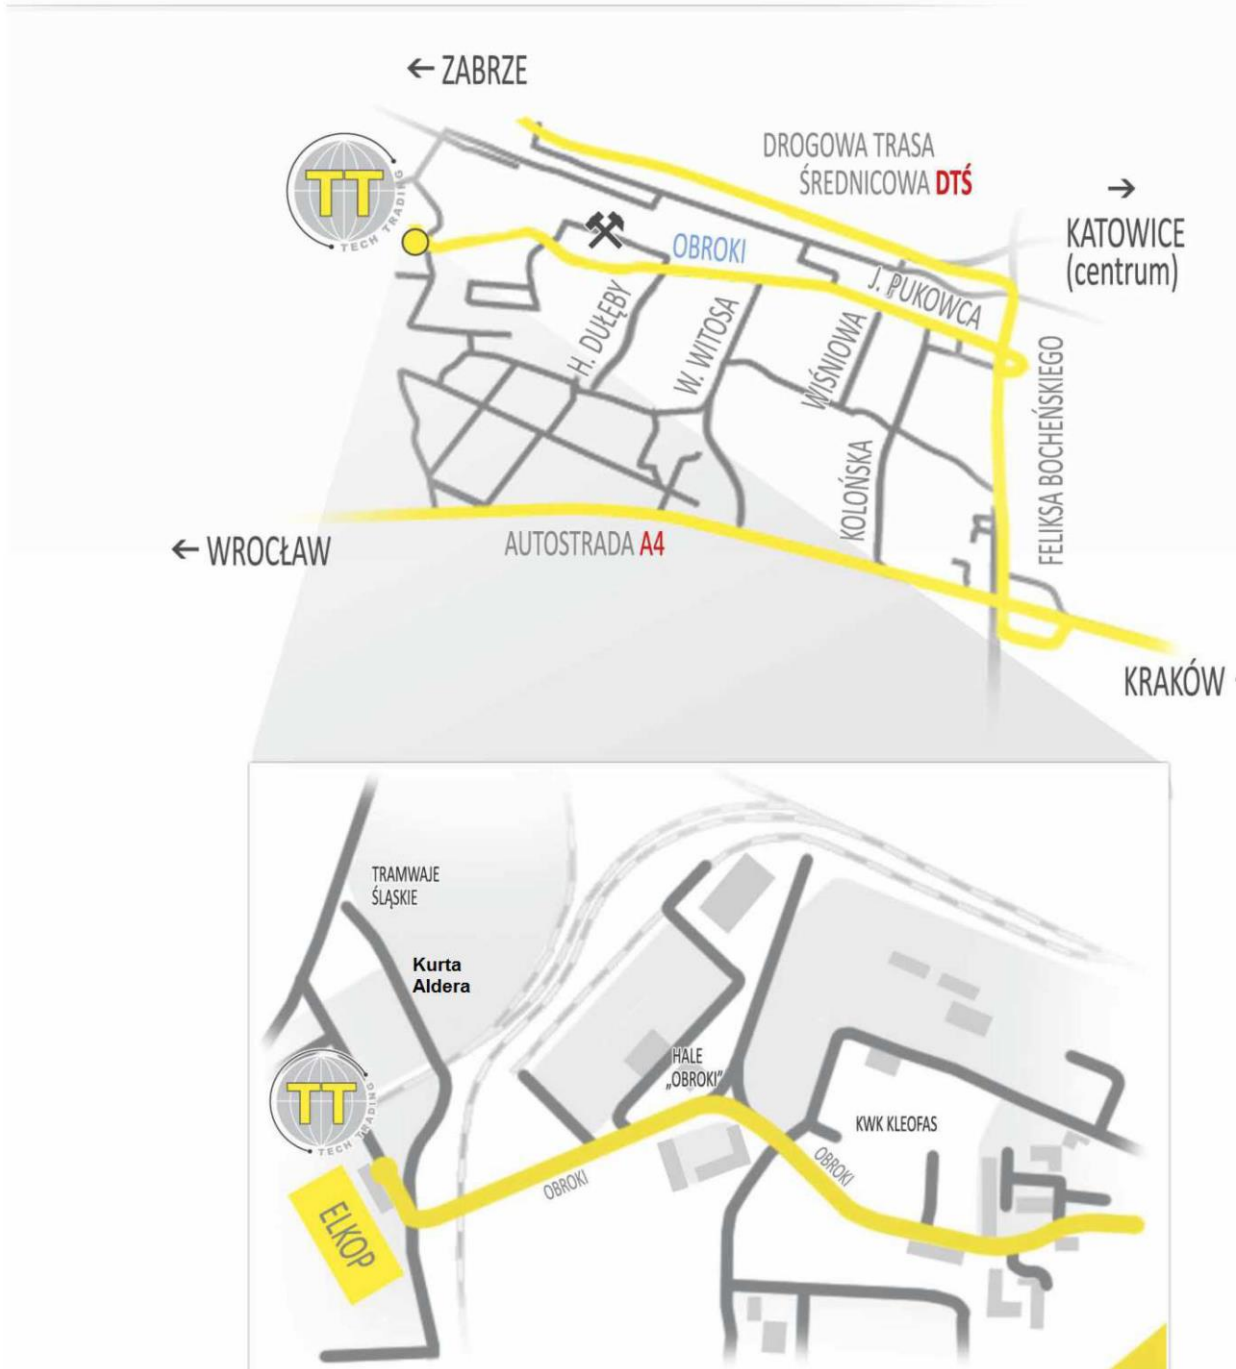 ← ZABRZE
DROGOWA TRASA
ŚREDNICOWA DTŚ
→
KATOWICE
(centrum)
TT
TECH TRADING
OBROKI
J. PUKOWCA
H. DUŁĘBY
W. WITOSA
WIŚNIOWA
KOLOŃSKA
FELIKSA BOCHEŃSKIEGO
← WROCŁAW
AUTOSTRADA A4
KRAKÓW
TRAMWAJE
ŚLĄSKIE
Kurta
Aldera
HALE
„OBROKI”
TT
TECH TRADING
KWK KLEOFAS
OBROKI
OBROKI
ELKOP